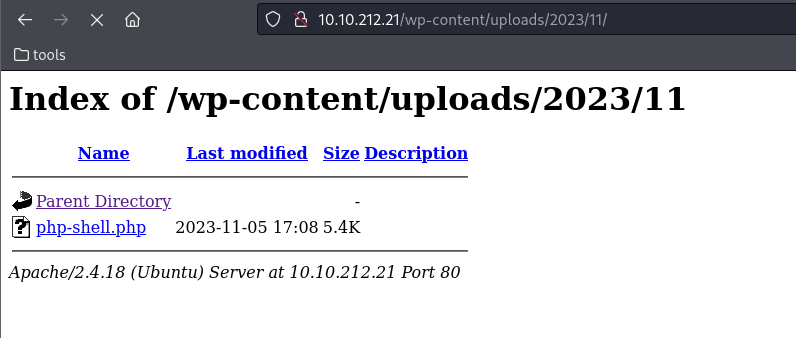 10.10.212.21/wp-content/uploads/2023/11/
tools
Index of /wp-content/uploads/2023/11
Name Last modified Size Description
Parent Directory -
php-shell.php 2023-11-05 17:08 5.4K
Apache/2.4.18 (Ubuntu) Server at 10.10.212.21 Port 80